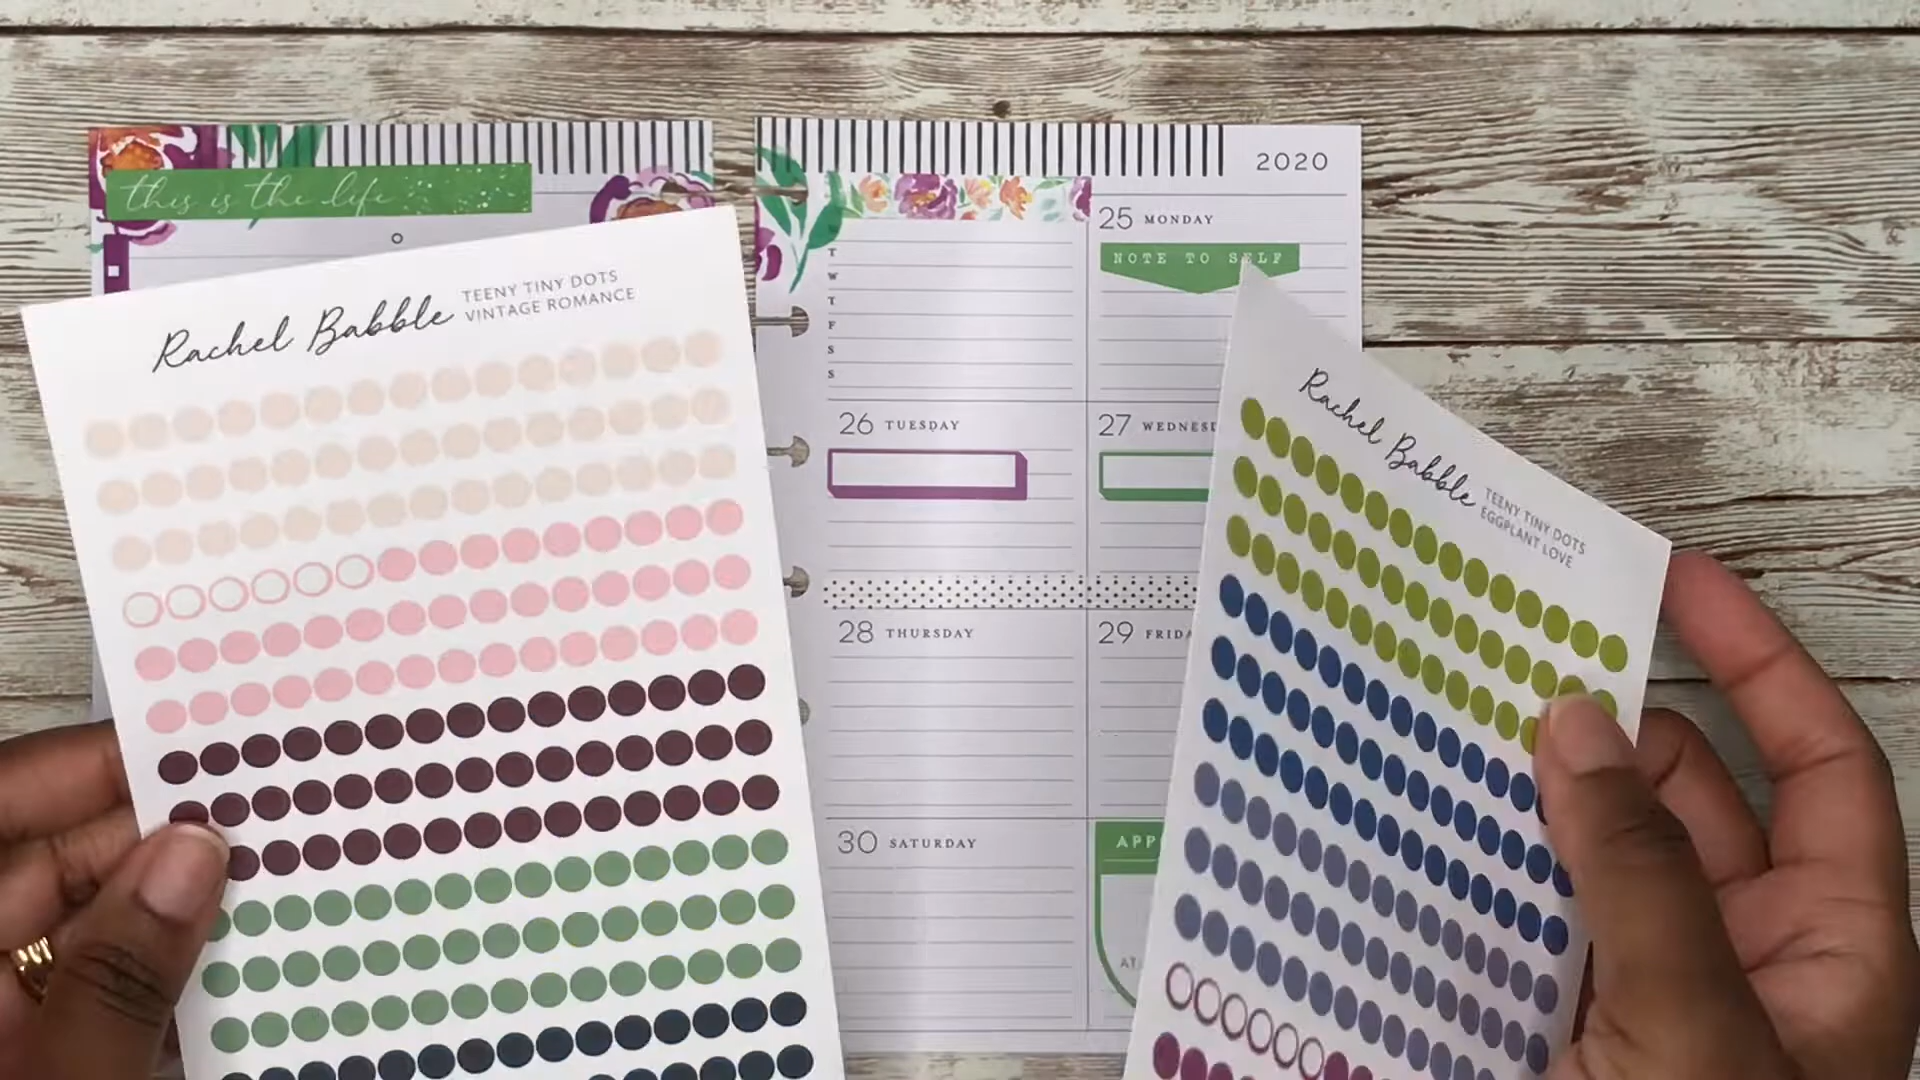 this is the life
2020
25 MONDAY
NOTE TO SELF
T
W
T
F
S
S
26 TUESDAY
27 WEDNES
28 THURSDAY
29 FRIDA
30 SATURDAY
APP
AT
Rachel Babble
TEENY TINY DOTS
VINTAGE ROMANCE
Rachel Babble
TEENY TINY DOTS
EGGPLANT LOVE